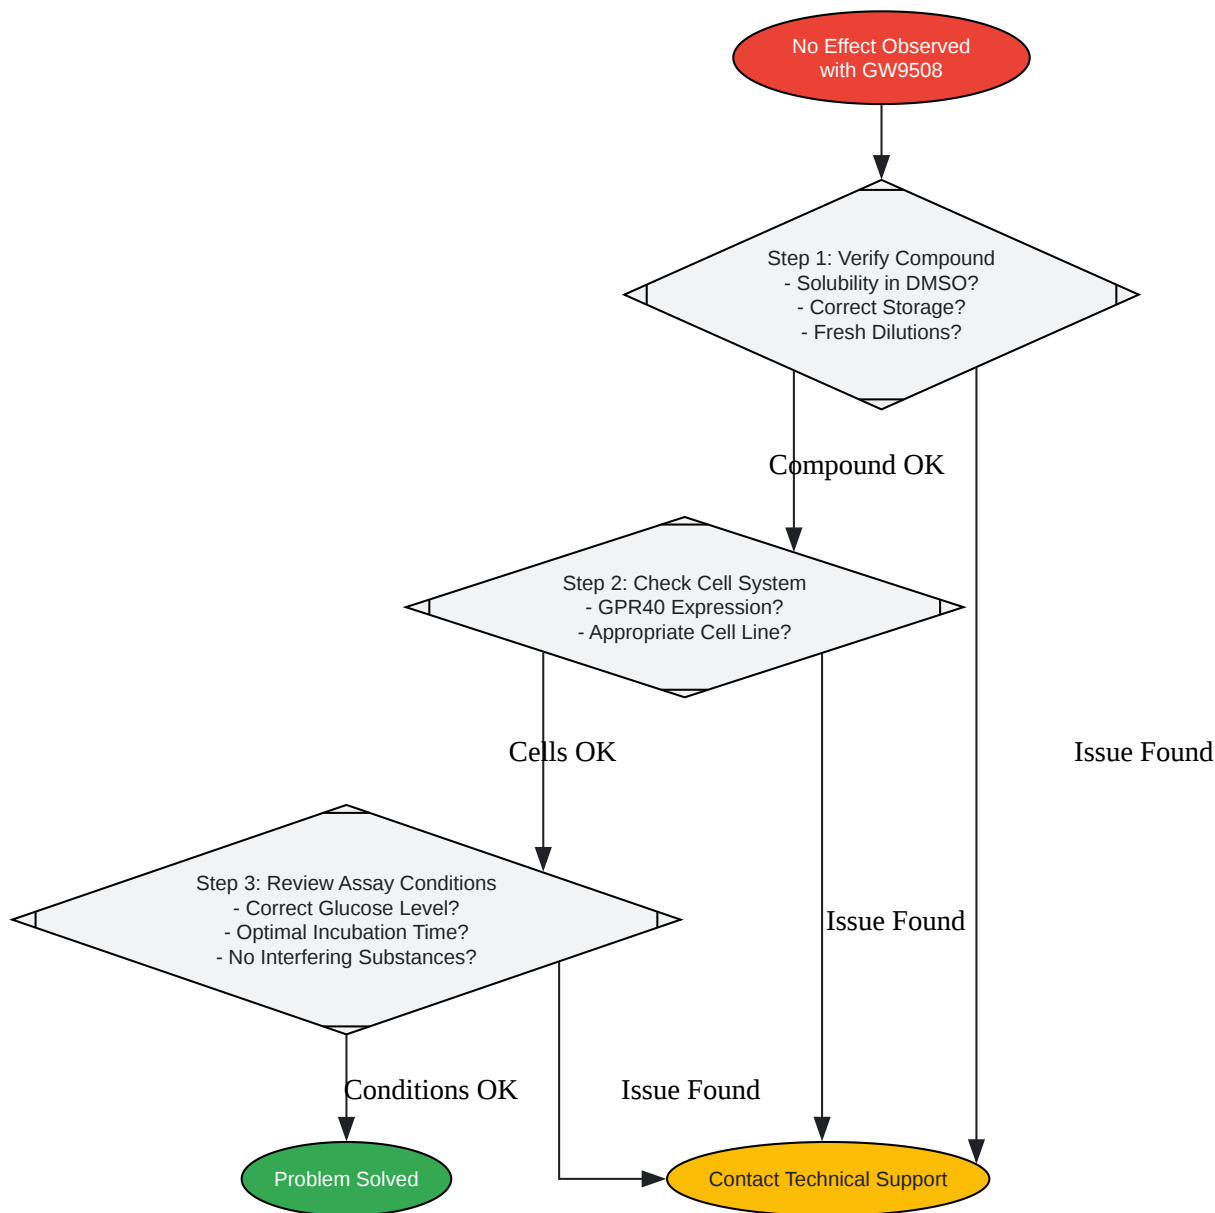 No Effect Observed
with GW9508
Step 1: Verify Compound
- Solubility in DMSO?
- Correct Storage?
- Fresh Dilutions?
Compound OK
Step 2: Check Cell System
- GPR40 Expression?
- Appropriate Cell Line?
Cells OK
Issue Found
Step 3: Review Assay Conditions
- Correct Glucose Level?
- Optimal Incubation Time?
- No Interfering Substances?
Issue Found
Conditions OK
Issue Found
Problem Solved
Contact Technical Support